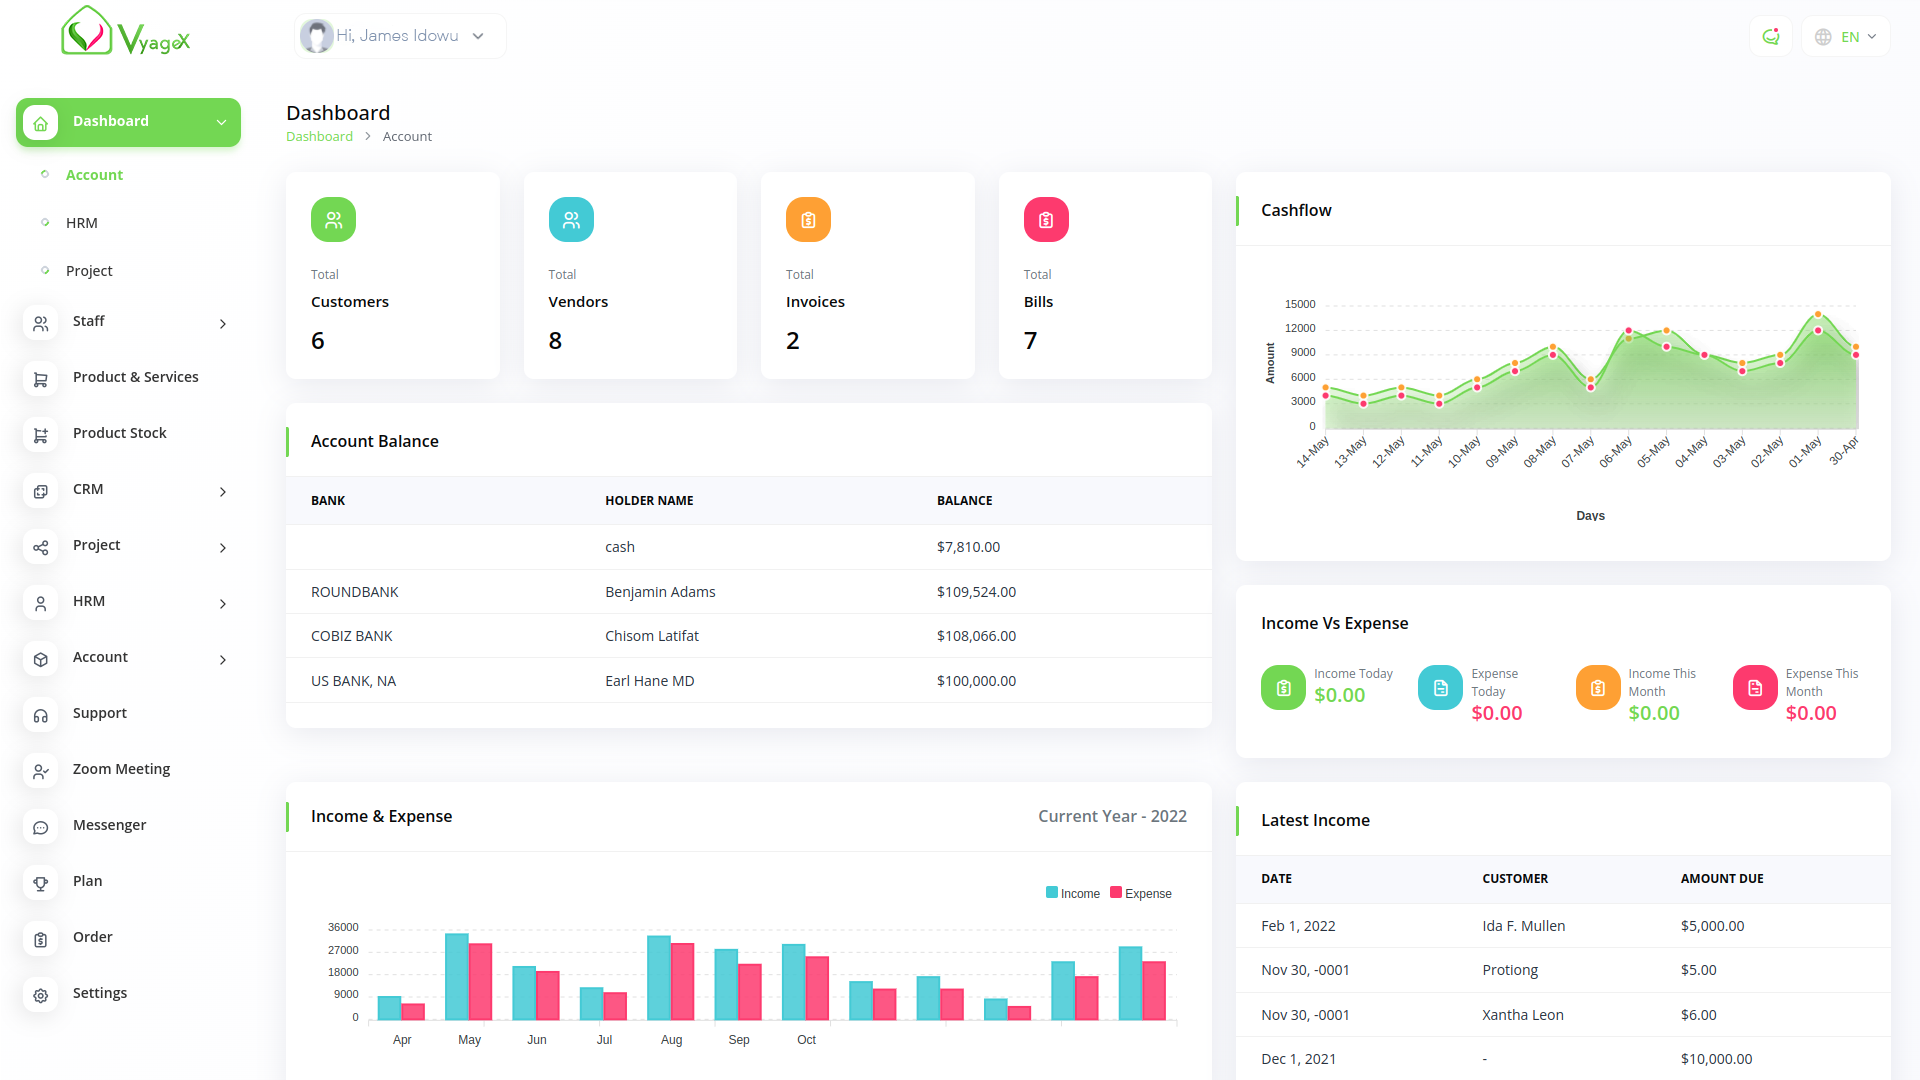 VyageX
Hi, James Idowu
EN
Dashboard
Account
HRM
Project
Staff
Product & Services
Product Stock
CRM
Project
HRM
Account
Support
Zoom Meeting
Messenger
Plan
Order
Settings
Dashboard
Dashboard > Account
Total
Customers
6
Total
Vendors
8
Total
Invoices
2
Total
Bills
7
Account Balance
BANK HOLDER NAME BALANCE
cash $7,810.00
ROUNDBANK Benjamin Adams $109,524.00
COBIZ BANK Chisom Latifat $108,066.00
US BANK, NA Earl Hane MD $100,000.00
Cashflow
15000
12000
9000
6000
3000
0
Amount
14-May 13-May 12-May 11-May 10-May 09-May 08-May 07-May 06-May 05-May 04-May 03-May 02-May 01-May 30-Apr
Days
Income Vs Expense
Income Today
$0.00
Expense
Today
$0.00
Income This
Month
$0.00
Expense This
Month
$0.00
Income & Expense
Current Year - 2022
Income Expense
36000
27000
18000
9000
0
Apr May Jun Jul Aug Sep Oct
Latest Income
DATE CUSTOMER AMOUNT DUE
Feb 1, 2022 Ida F. Mullen $5,000.00
Nov 30, -0001 Protiong $5.00
Nov 30, -0001 Xantha Leon $6.00
Dec 1, 2021 - $10,000.00